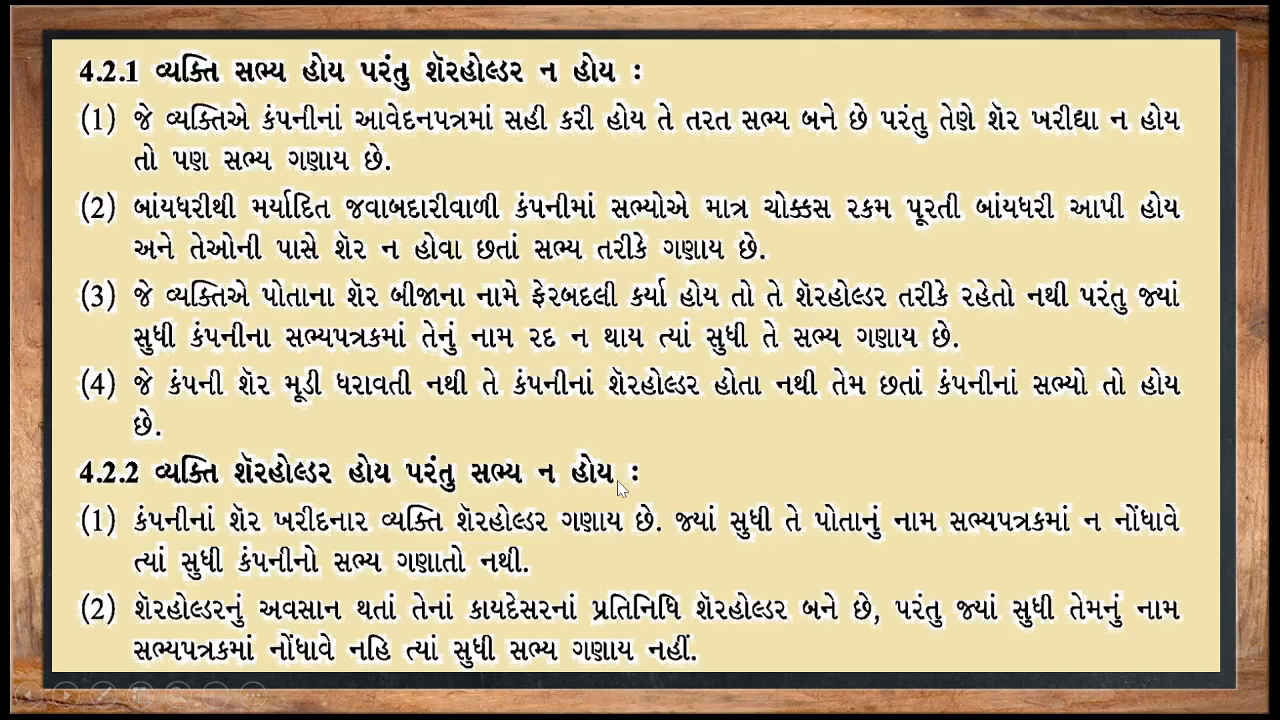 4.2.1 વ્યક્તિ સભ્ય હોય પરંતુ શૅરહોલ્ડર ન હોય :
(1) જે વ્યક્તિએ કંપનીનાં આવેદનપત્રમાં સહી કરી હોય તે તરત સભ્ય બને છે પરંતુ તેણે શૅર ખરીદ્યા ન હોય
તો પણ સભ્ય ગણાય છે.
(2) બાંયધરીથી મર્યાદિત જવાબદારીવાળી કંપનીમાં સભ્યોએ માત્ર ચોક્કસ રકમ પૂરતી બાંયધરી આપી હોય
અને તેઓની પાસે શૅર ન હોવા છતાં સભ્ય તરીકે ગણાય છે.
(3) જે વ્યક્તિએ પોતાના શૅર બીજાના નામે ફેરબદલી કર્યા હોય તો તે શૅરહોલ્ડર તરીકે રહેતો નથી પરંતુ જ્યાં
સુધી કંપનીના સભ્યપત્રકમાં તેનું નામ રદ ન થાય ત્યાં સુધી તે સભ્ય ગણાય છે.
(4) જે કંપની શૅર મૂડી ધરાવતી નથી તે કંપનીનાં શૅરહોલ્ડર હોતા નથી તેમ છતાં કંપનીનાં સભ્યો તો હોય
છે.
4.2.2 વ્યક્તિ શૅરહોલ્ડર હોય પરંતુ સભ્ય ન હોય :
(1) કંપનીનાં શૅર ખરીદનાર વ્યક્તિ શૅરહોલ્ડર ગણાય છે. જ્યાં સુધી તે પોતાનું નામ સભ્યપત્રકમાં ન નોંધાવે
ત્યાં સુધી કંપનીનો સભ્ય ગણાતો નથી.
(2) શૅરહોલ્ડરનું અવસાન થતાં તેનાં કાયદેસરનાં પ્રતિનિધિ શૅરહોલ્ડર બને છે, પરંતુ જ્યાં સુધી તેમનું નામ
સભ્યપત્રકમાં નોંધાવે નહિ ત્યાં સુધી સભ્ય ગણાય નહીં.